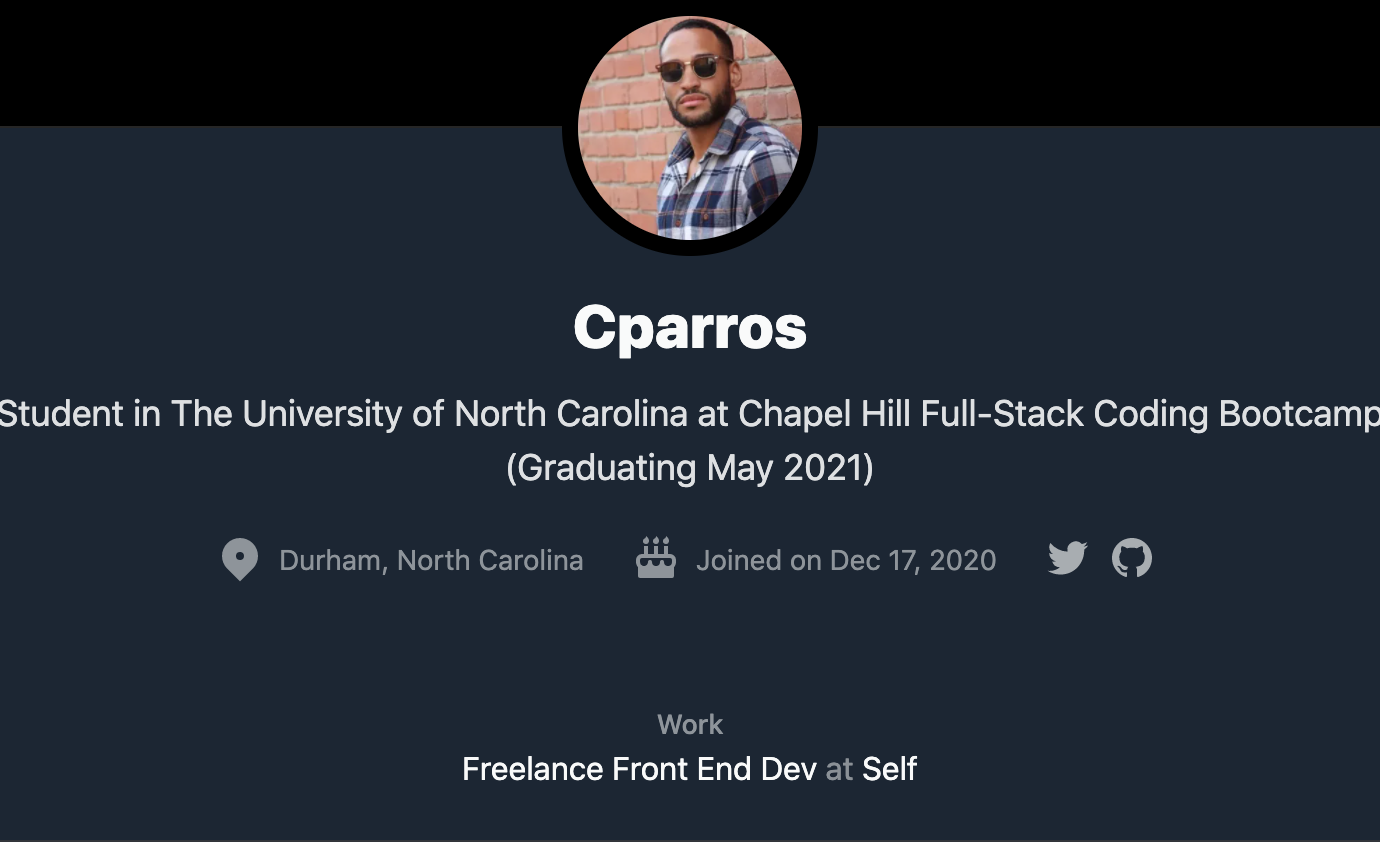 Cparros
Student in The University of North Carolina at Chapel Hill Full-Stack Coding Bootcamp
(Graduating May 2021)
Durham, North Carolina Joined on Dec 17, 2020
Work
Freelance Front End Dev at Self